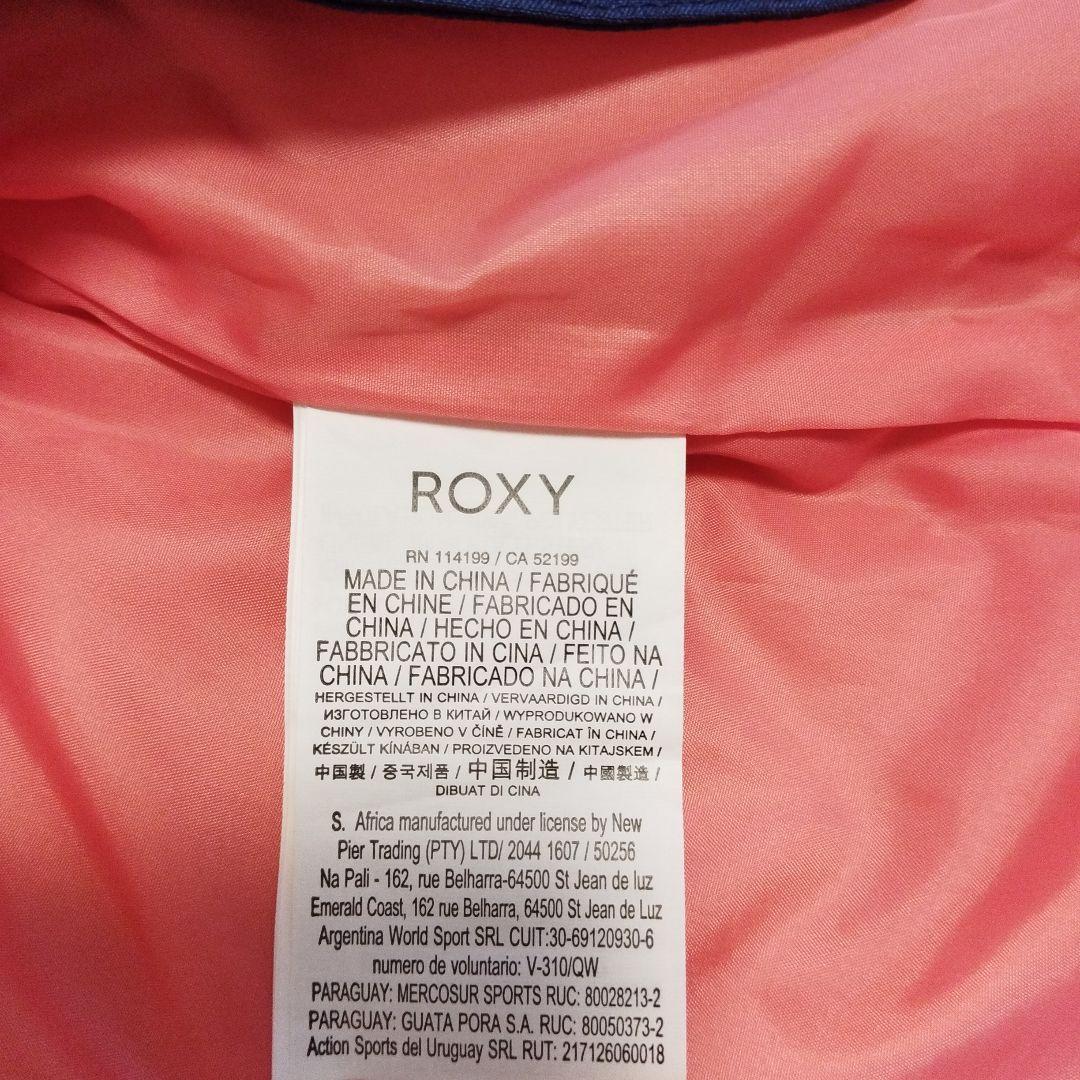 ROXY
RN 114199 / CA 52199
MADE IN CHINA / FABRIQUÉ
EN CHINE / FABRICADO EN
CHINA / HECHO EN CHINA /
FABBRICATO IN CINA / FEITO NA
CHINA / FABRICADO NA CHINA /
HERGESTELLT IN CHINA / VERVAARDIGD IN CHINA /
ИЗГОТОВЛЕНО В КИТАЙ / WYPRODUKOWANO W
CHINY / VYROBENO V ČÍNĚ / FABRICAT ÎN CHINA /
KÉSZÜLT KÍNÁBAN / PROIZVEDENO NA KITAJSKEM /
中国製 / 중국제품 / 中国制造 / 中國製造 /
DIBUAT DI CINA
S. Africa manufactured under license by New
Pier Trading (PTY) LTD/ 2044 1607 / 50256
Na Pali - 162, rue Belharra-64500 St Jean de luz
Emerald Coast, 162 rue Belharra, 64500 St Jean de Luz
Argentina World Sport SRL CUIT:30-69120930-6
numero de voluntario: V-310/QW
PARAGUAY: MERCOSUR SPORTS RUC: 80028213-2
PARAGUAY: GUATA PORA S.A. RUC: 80050373-2
Action Sports del Uruguay SRL RUT: 217126060018